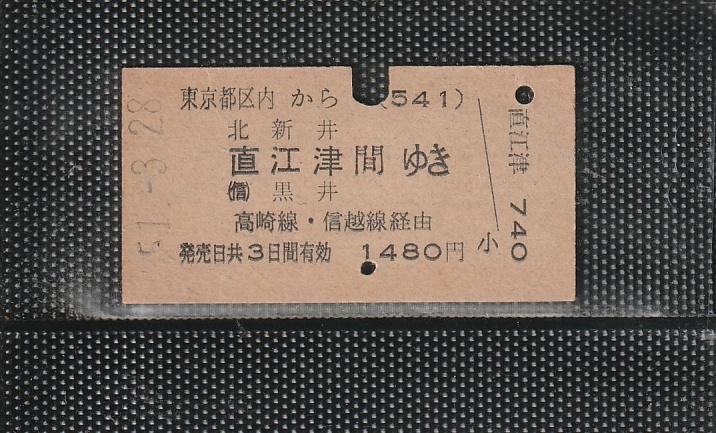 東京都区内から (541)
北新井
直江津間ゆき
㊋信 黒井
高崎線・信越線経由
発売日共3日間有効 1480円
小
直江津 740
51.-3.28